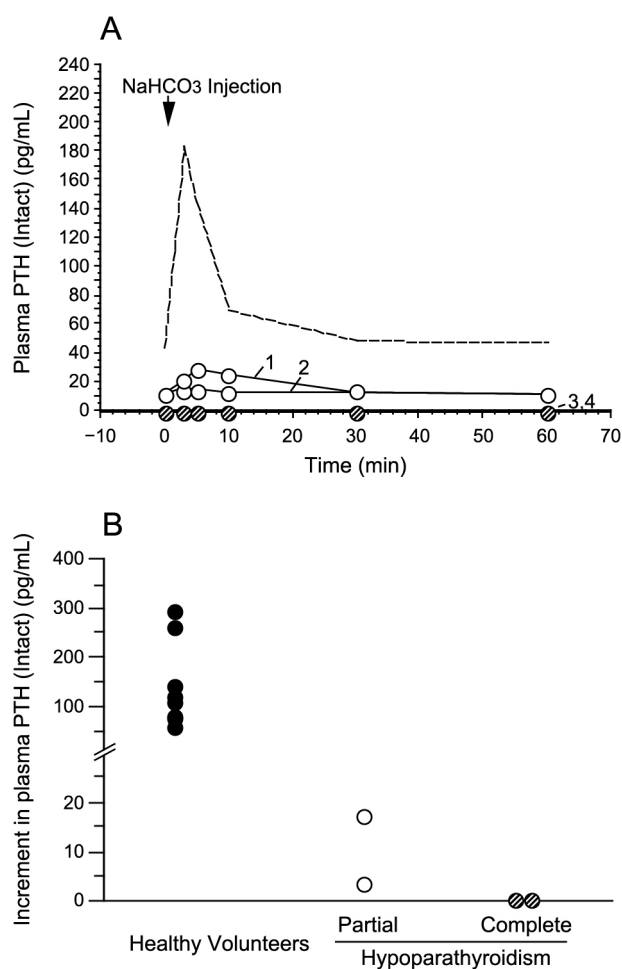 A
240
220
200
180
160
140
120
100
80
60
40
20
0
Plasma PTH (Intact) (pg/mL)
NaHCO3 Injection
1
2
3,4
−10 0 10 20 30 40 50 60 70
Time (min)
B
400
300
200
100
20
10
0
Increment in plasma PTH (Intact) (pg/mL)
Healthy Volunteers
Partial Complete
Hypoparathyroidism